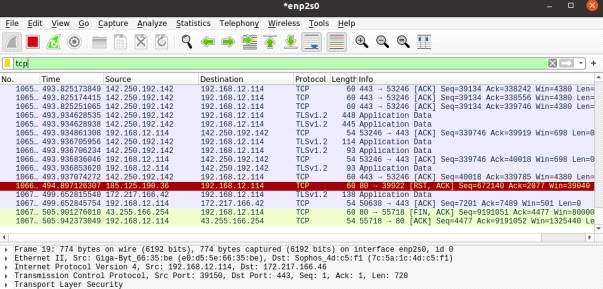 *enp2s0
File Edit View Go Capture Analyze Statistics Telephony Wireless Tools Help
tcp
No. Time Source Destination Protocol Length Info
1065… 493.825173849 142.250.192.142 192.168.12.114 TCP 60 443 → 53246 [ACK] Seq=39134 Ack=338242 Win=4380 Len=
1065… 493.825174415 142.250.192.142 192.168.12.114 TCP 60 443 → 53246 [ACK] Seq=39134 Ack=338556 Win=4380 Len=
1065… 493.825251065 142.250.192.142 192.168.12.114 TCP 60 443 → 53246 [ACK] Seq=39134 Ack=339746 Win=4380 Len=
1065… 493.934628535 142.250.192.142 192.168.12.114 TLSv1.2 448 Application Data
1065… 493.934628938 142.250.192.142 192.168.12.114 TLSv1.2 445 Application Data
1065… 493.934861308 192.168.12.114 142.250.192.142 TCP 54 53246 → 443 [ACK] Seq=339746 Ack=39919 Win=698 Len=0
1066… 493.936705956 142.250.192.142 192.168.12.114 TLSv1.2 114 Application Data
1066… 493.936706234 142.250.192.142 192.168.12.114 TLSv1.2 93 Application Data
1066… 493.936836046 192.168.12.114 142.250.192.142 TCP 54 53246 → 443 [ACK] Seq=339746 Ack=40018 Win=698 Len=0
1066… 493.936853620 192.168.12.114 142.250.192.142 TLSv1.2 93 Application Data
1066… 493.937074272 142.250.192.142 192.168.12.114 TCP 60 443 → 53246 [ACK] Seq=40018 Ack=339785 Win=4380 Len=
1066… 494.897126307 185.125.190.36 192.168.12.114 TCP 60 80 → 39922 [RST, ACK] Seq=672140 Ack=2077 Win=39040
1067… 499.652815540 172.217.166.42 192.168.12.114 TLSv1.2 138 Application Data
1067… 499.652845754 192.168.12.114 172.217.166.42 TCP 54 50638 → 443 [ACK] Seq=7201 Ack=7489 Win=501 Len=0
1067… 505.901276010 43.255.166.254 192.168.12.114 TCP 60 80 → 55718 [FIN, ACK] Seq=9191051 Ack=4477 Win=80000
1067… 505.942373049 192.168.12.114 43.255.166.254 TCP 54 55718 → 80 [ACK] Seq=4477 Ack=9191052 Win=1325440 Le
Frame 19: 774 bytes on wire (6192 bits), 774 bytes captured (6192 bits) on interface enp2s0, id 0
Ethernet II, Src: Giga-Byt_66:35:be (e0:d5:5e:66:35:be), Dst: Sophos_4d:c5:f1 (7c:5a:1c:4d:c5:f1)
Internet Protocol Version 4, Src: 192.168.12.114, Dst: 172.217.166.46
Transmission Control Protocol, Src Port: 39150, Dst Port: 443, Seq: 1, Ack: 1, Len: 720
Transport Layer Security